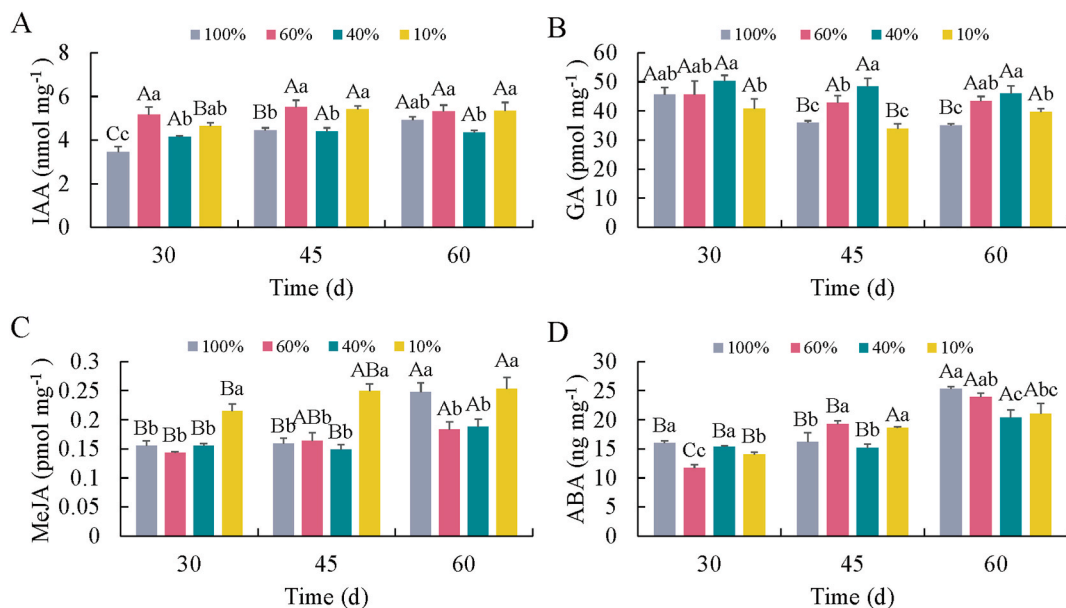 A
100% 60% 40% 10%
IAA (nmol mg-1)
8
6
4
2
0
Cc Aa Ab Bab
Bb Aa Ab Aa
Aab Aa Ab Aa
30 45 60
Time (d)
B
100% 60% 40% 10%
GA (pmol mg-1)
60
50
40
30
20
10
0
Aab Aab Aa Ab
Bc Ab Aa Bc
Bc Aab Aa Ab
30 45 60
Time (d)
C
100% 60% 40% 10%
MeJA (pmol mg-1)
0.3
0.25
0.2
0.15
0.1
0.05
0
Bb Bb Bb Ba
Bb ABb Bb ABa
Aa Ab Ab Aa
30 45 60
Time (d)
D
100% 60% 40% 10%
ABA (ng mg-1)
30
25
20
15
10
5
0
Ba Cc Ba Bb
Bb Ba Bb Aa
Aa Aab Ac Abc
30 45 60
Time (d)